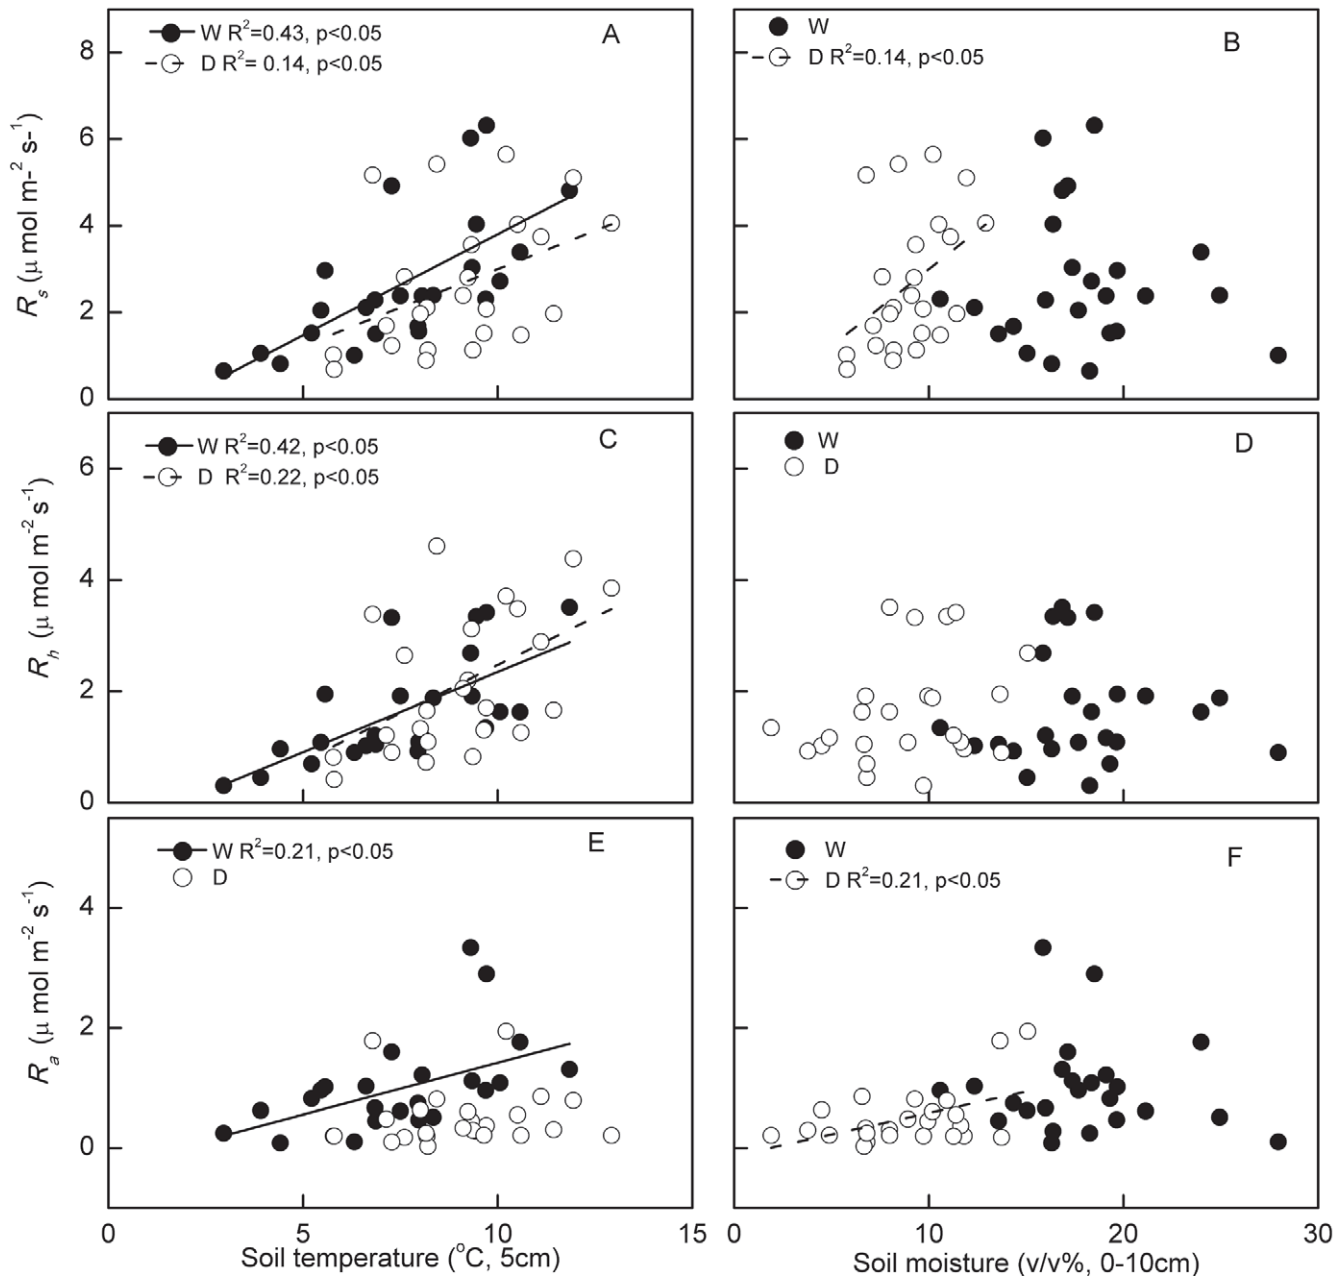 W R²=0.43, p<0.05
D R²= 0.14, p<0.05
A
8
6
4
2
0
R_s (μ mol m-² s-¹)
W
D R²=0.14, p<0.05
B
W R²=0.42, p<0.05
D R²=0.22, p<0.05
C
6
4
2
0
R_h (μ mol m⁻² s⁻¹)
W
D
D
W R²=0.21, p<0.05
D
E
4
2
0
R_a (μ mol m⁻² s⁻¹)
W
D R²=0.21, p<0.05
F
0 5 10 15
Soil temperature (°C, 5cm)
0 10 20 30
Soil moisture (v/v%, 0-10cm)